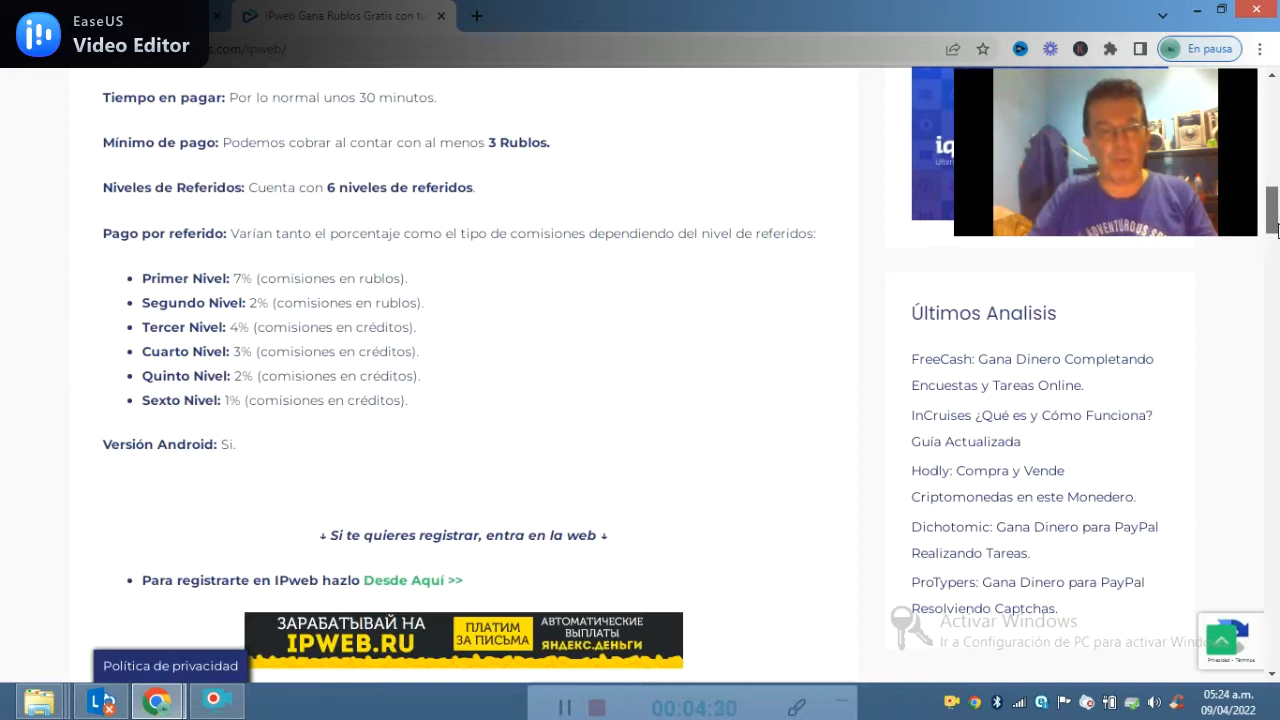 EaseUS
Video Editor
IPweb Gana Rublos Gratis con tu
s.com/ipweb/
En pausa
Tiempo en pagar: Por lo normal unos 30 minutos.
Mínimo de pago: Podemos cobrar al contar con al menos 3 Rublos.
Niveles de Referidos: Cuenta con 6 niveles de referidos.
Pago por referido: Varían tanto el porcentaje como el tipo de comisiones dependiendo del nivel de referidos:
Primer Nivel: 7% (comisiones en rublos).
Segundo Nivel: 2% (comisiones en rublos).
Tercer Nivel: 4% (comisiones en créditos).
Cuarto Nivel: 3% (comisiones en créditos).
Quinto Nivel: 2% (comisiones en créditos).
Sexto Nivel: 1% (comisiones en créditos).
Versión Android: Si.
↓ Si te quieres registrar, entra en la web ↓
Para registrarte en IPweb hazlo Desde Aquí >>
ЗАРАБАТЫВАЙ НА
IPWEB.RU
ПЛАТИМ
ЗА ПИСЬМА
АВТОМАТИЧЕСКИЕ
ВЫПЛАТЫ
ЯНДЕКС.ДЕНЬГИ
Política de privacidad
iq
ADVENTUROUS
Últimos Analisis
FreeCash: Gana Dinero Completando
Encuestas y Tareas Online.
InCruises ¿Qué es y Cómo Funciona?
Guía Actualizada
Hodly: Compra y Vende
Criptomonedas en este Monedero.
Dichotomic: Gana Dinero para PayPal
Realizando Tareas.
ProTypers: Gana Dinero para PayPal
Resolviendo Captchas.
Activar Windows
Ir a Configuración de PC para activar Windo
Privacidad - Términos
00:04:30
05:24 a.m.
09/04/2022